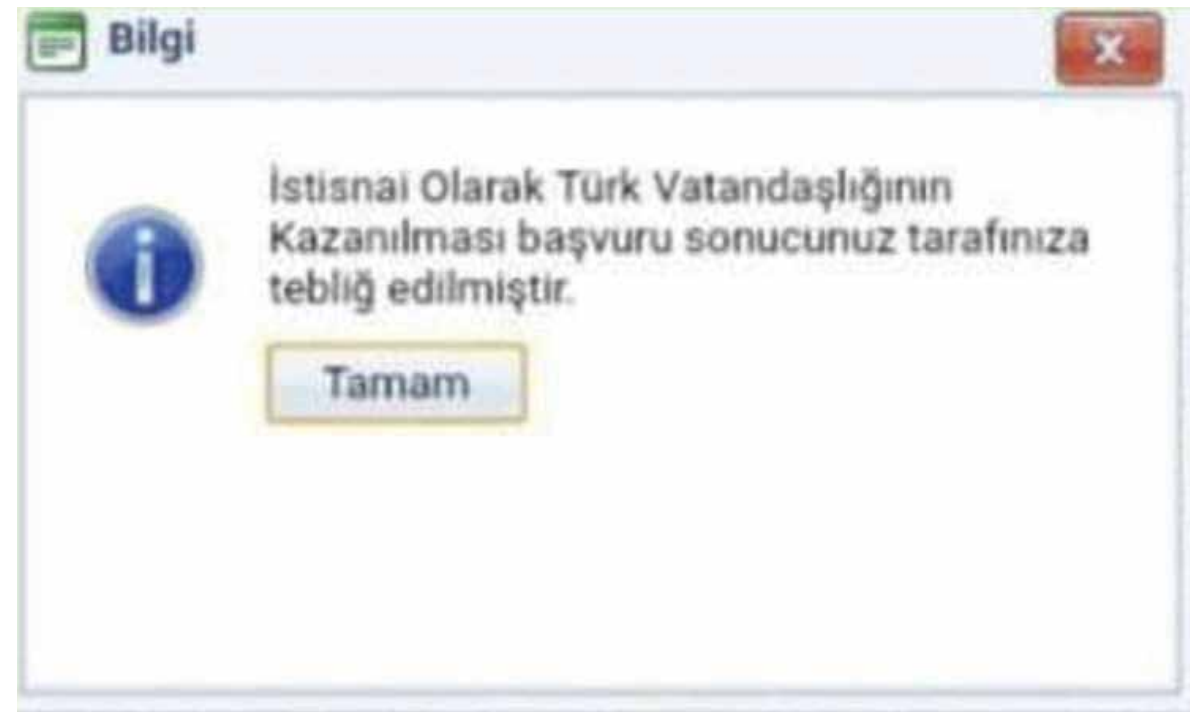 Bilgi
İstisnai Olarak Türk Vatandaşlığının
Kazanılması başvuru sonucunuz tarafınıza
tebliğ edilmiştir.
Tamam